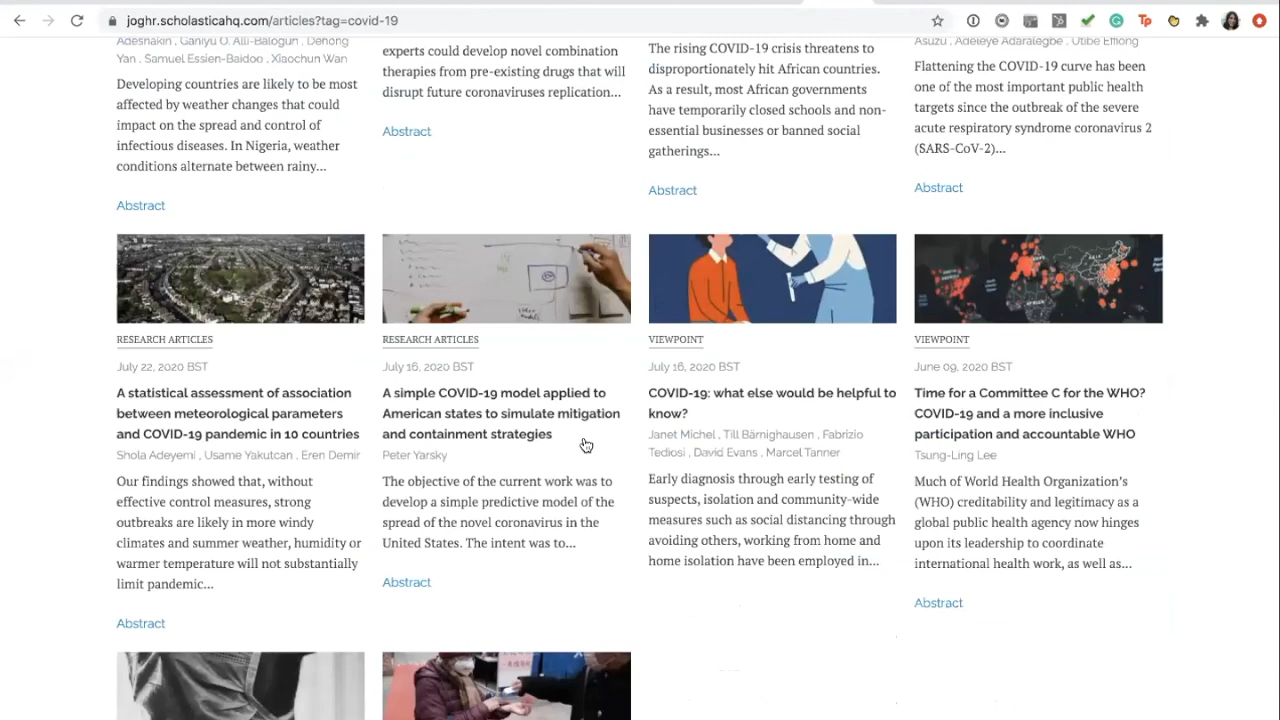 joghr.scholasticahq.com/articles?tag=covid-19
Adeshakin , Ganiyu O. Alli-Balogun , Dehong
Yan , Samuel Essien-Baidoo , Xiaochun Wan
Developing countries are likely to be most
affected by weather changes that could
impact on the spread and control of
infectious diseases. In Nigeria, weather
conditions alternate between rainy...
Abstract
experts could develop novel combination
therapies from pre-existing drugs that will
disrupt future coronaviruses replication...
Abstract
The rising COVID-19 crisis threatens to
disproportionately hit African countries.
As a result, most African governments
have temporarily closed schools and non-
essential businesses or banned social
gatherings...
Abstract
Asuzu , Adeleye Adaralegbe , Utibe Effiong
Flattening the COVID-19 curve has been
one of the most important public health
targets since the outbreak of the severe
acute respiratory syndrome coronavirus 2
(SARS-CoV-2)...
Abstract
RESEARCH ARTICLES
July 22, 2020 BST
A statistical assessment of association
between meteorological parameters
and COVID-19 pandemic in 10 countries
Shola Adeyemi , Usame Yakutcan , Eren Demir
Our findings showed that, without
effective control measures, strong
outbreaks are likely in more windy
climates and summer weather, humidity or
warmer temperature will not substantially
limit pandemic...
Abstract
RESEARCH ARTICLES
July 16, 2020 BST
A simple COVID-19 model applied to
American states to simulate mitigation
and containment strategies
Peter Yarsky
The objective of the current work was to
develop a simple predictive model of the
spread of the novel coronavirus in the
United States. The intent was to...
Abstract
VIEWPOINT
July 16, 2020 BST
COVID-19: what else would be helpful to
know?
Janet Michel , Till Bärnighausen , Fabrizio
Tediosi , David Evans , Marcel Tanner
Early diagnosis through early testing of
suspects, isolation and community-wide
measures such as social distancing through
avoiding others, working from home and
home isolation have been employed in...
VIEWPOINT
June 09, 2020 BST
Time for a Committee C for the WHO?
COVID-19 and a more inclusive
participation and accountable WHO
Tsung-Ling Lee
Much of World Health Organization's
(WHO) creditability and legitimacy as a
global public health agency now hinges
upon its leadership to coordinate
international health work, as well as...
Abstract